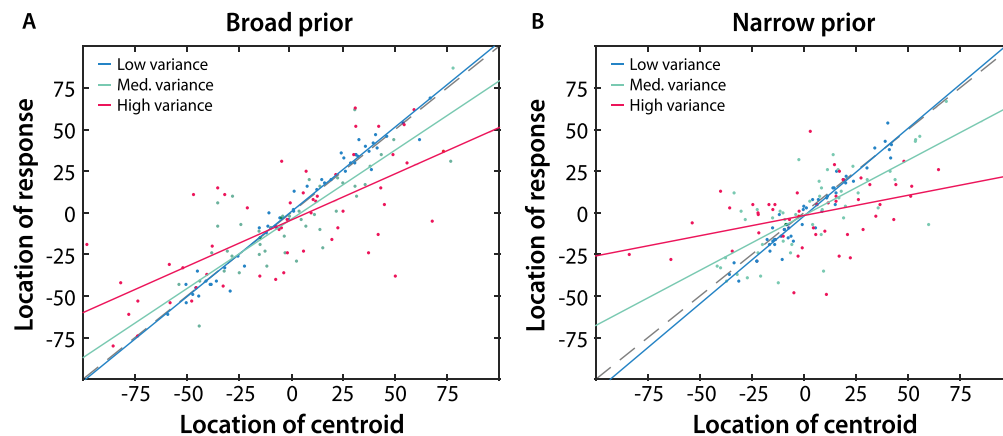 A
Broad prior
Low variance
Med. variance
High variance
75
50
25
0
-25
-50
-75
-75
-50
-25
0
25
50
75
Location of response
Location of centroid
B
Narrow prior
Low variance
Med. variance
High variance
75
50
25
0
-25
-50
-75
-75
-50
-25
0
25
50
75
Location of response
Location of centroid